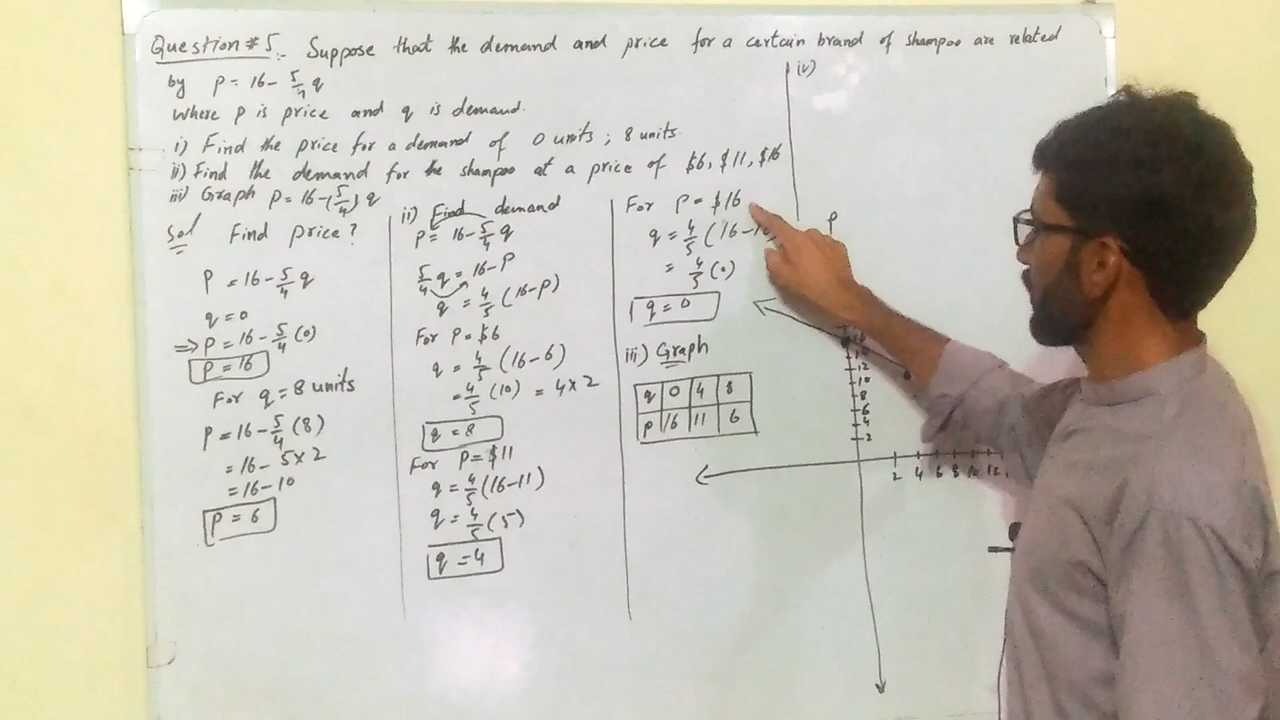 Question # 5:- Suppose that the demand and price for a certain brand of shampoo are related
by P = 16 - 5/4 q
Where P is price and q is demand.
i) Find the price for a demand of 0 units ; 8 units.
ii) Find the demand for the shampoo at a price of $6, $11, $16
iii) Graph P = 16 - (5/4) q
Sol Find price?
P = 16 - 5/4 q
q = 0
=> P = 16 - 5/4 (0)
P = 16
For q = 8 units
P = 16 - 5/4 (8)
= 16 - 5x2
= 16 - 10
P = 6
ii) Find demand
P = 16 - 5/4 q
5/4 q = 16 - P
q = 4/5 (16 - P)
For P = $6
q = 4/5 (16 - 6)
= 4/5 (10) = 4 x 2
q = 8
For P = $11
q = 4/5 (16 - 11)
q = 4/5 (5)
q = 4
For P = $16
q = 4/5 (16 -
= 4/5 (0)
q = 0
iii) Graph
q 0 4 8
P 16 11 6
(iv)
P
16
14
12
10
8
6
4
2
2 4 6 8 10 12